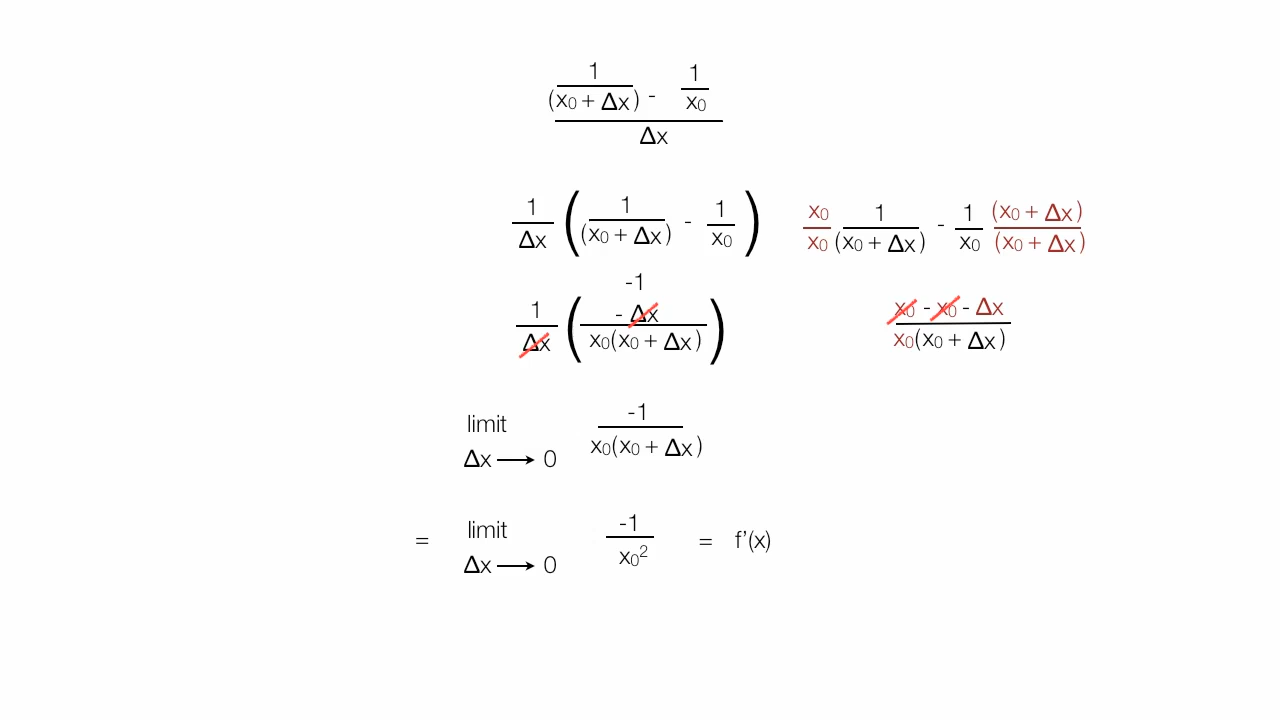 1 1
(x₀ + Δx) - x₀
Δx
1 ( 1 - 1 ) x₀ 1 - 1 (x₀ + Δx)
Δx (x₀ + Δx) x₀ x₀ (x₀ + Δx) x₀ (x₀ + Δx)
-1
1 ( - Δx ) x₀ - x₀ - Δx
Δx x₀(x₀ + Δx) x₀(x₀ + Δx)
limit -1
Δx → 0 x₀(x₀ + Δx)
= limit -1 = f'(x)
Δx → 0 x₀²